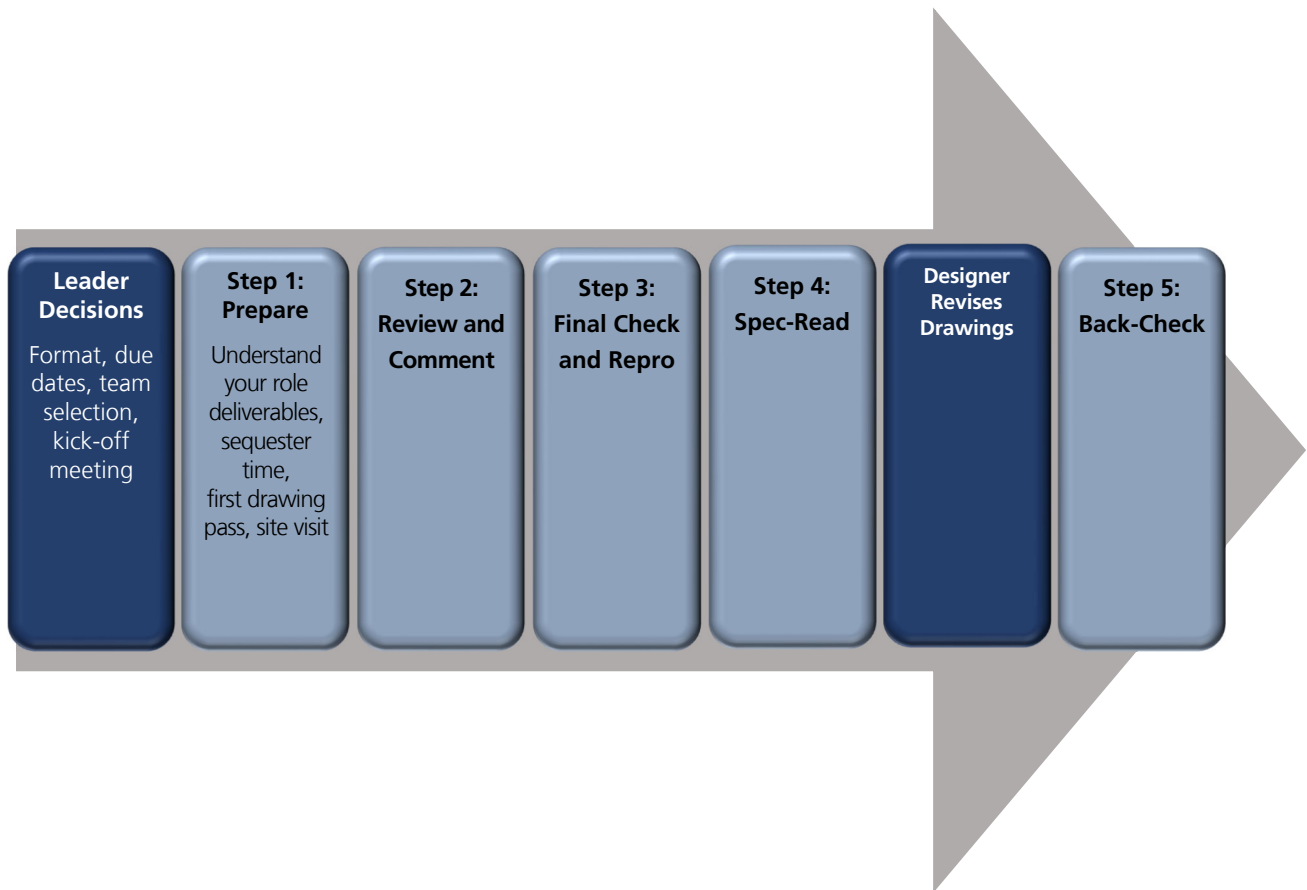 Leader
Decisions
Format, due
dates, team
selection,
kick-off
meeting
Step 1:
Prepare
Understand
your role
deliverables,
sequester
time,
first drawing
pass, site visit
Step 2:
Review and
Comment
Step 3:
Final Check
and Repro
Step 4:
Spec-Read
Designer
Revises
Drawings
Step 5:
Back-Check